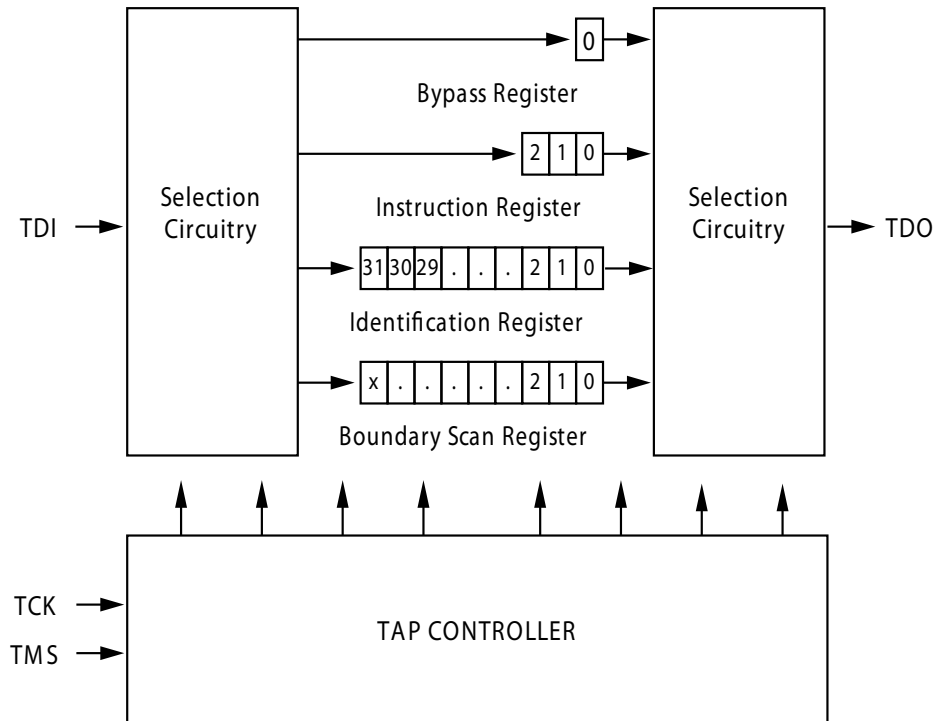 0
Bypass Register
2 1 0
Selection
Circuitry
Instruction Register
Selection
Circuitry
TDI
TDO
31 30 29 . . . 2 1 0
Identification Register
x . . . . . 2 1 0
Boundary Scan Register
TCK
TAP CONTROLLER
TMS